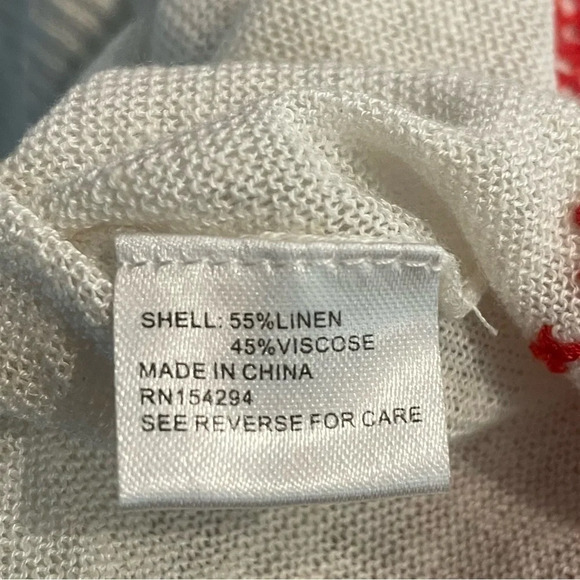 SHELL: 55%LINEN
45%VISCOSE
MADE IN CHINA
RN154294
SEE REVERSE FOR CARE